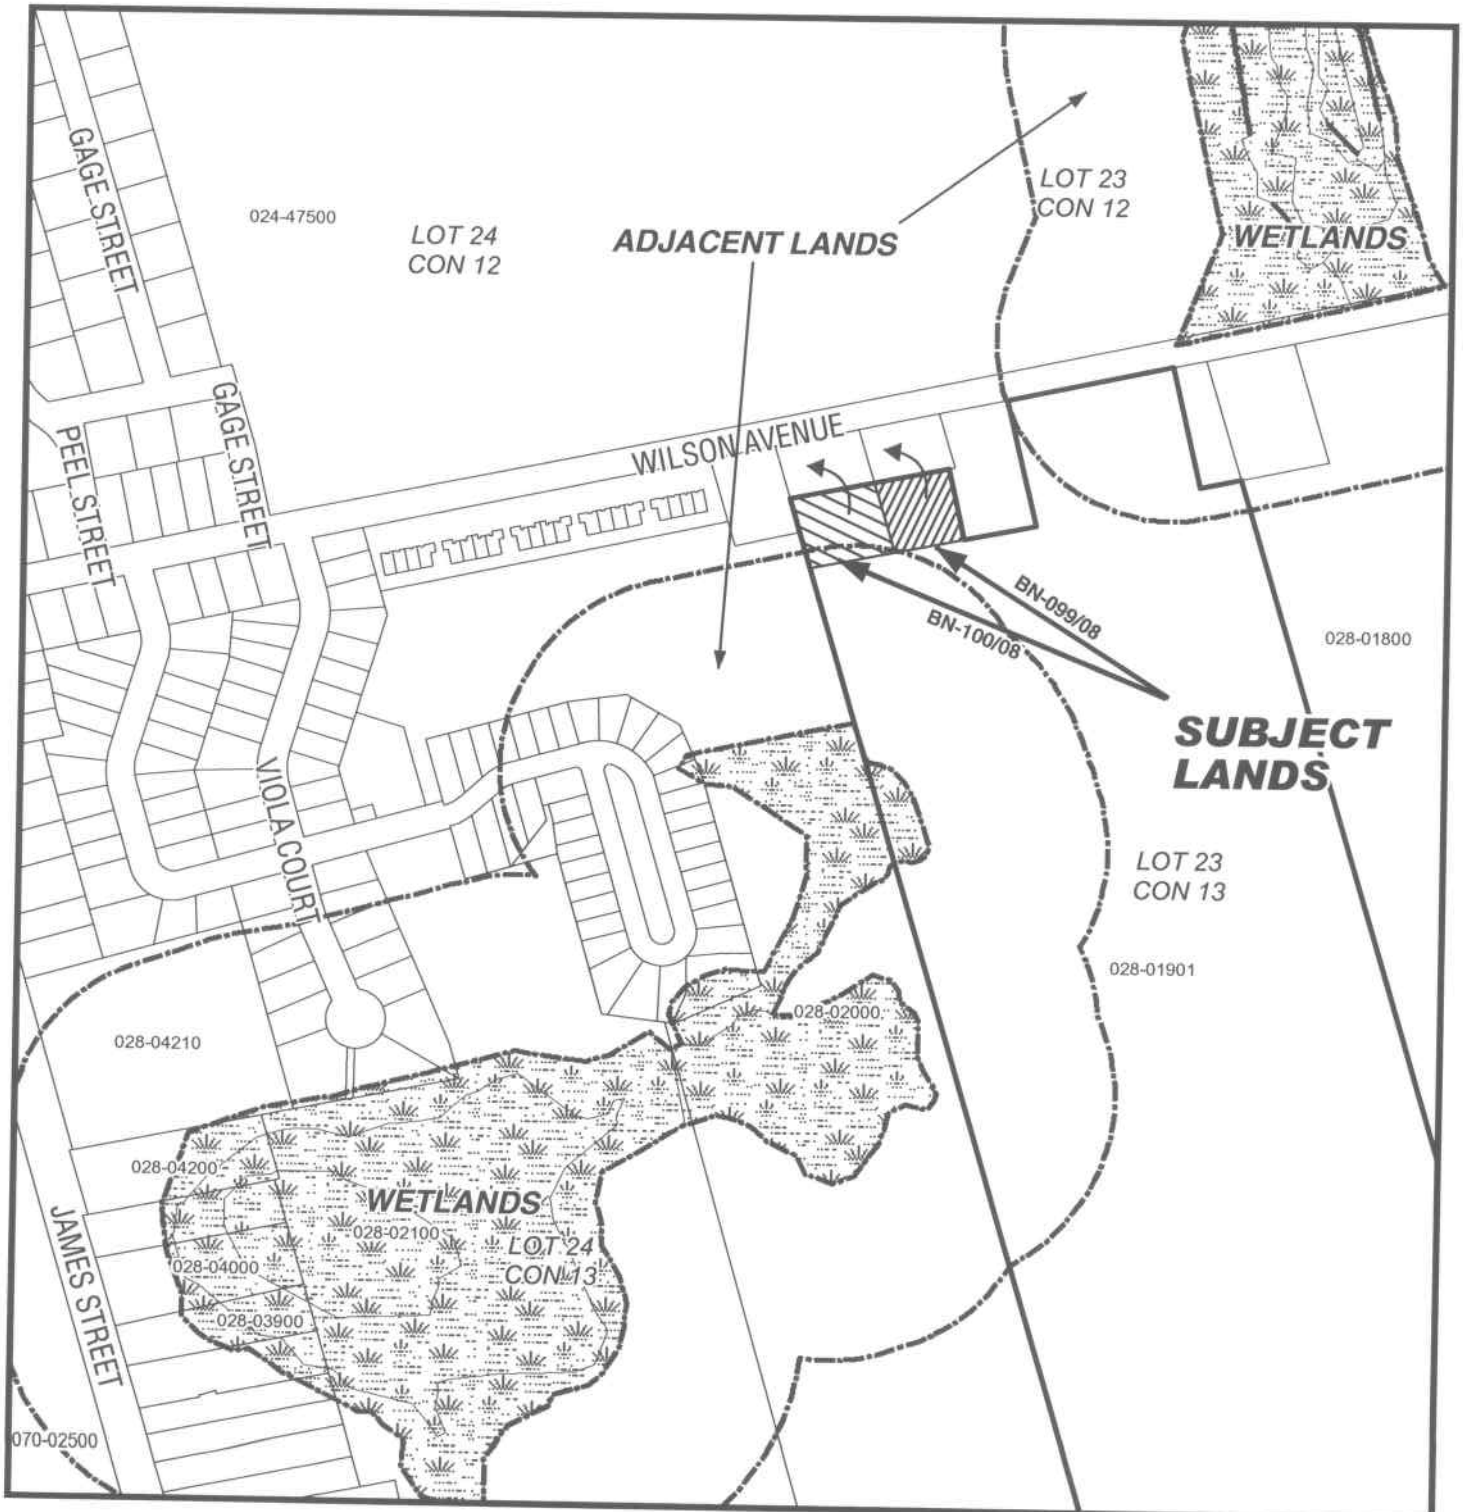 GAGE STREET
024-47500
LOT 24
CON 12
ADJACENT LANDS
LOT 23
CON 12
WETLANDS
GAGE STREET
PEEL STREET
WILSON AVENUE
BN-099/08
BN-100/08
028-01800
SUBJECT
LANDS
VIOLA COURT
LOT 23
CON 13
028-01901
028-02000
028-04210
028-04200
WETLANDS
028-02100
LOT 24
CON 13
028-04000
028-03900
JAMES STREET
070-02500